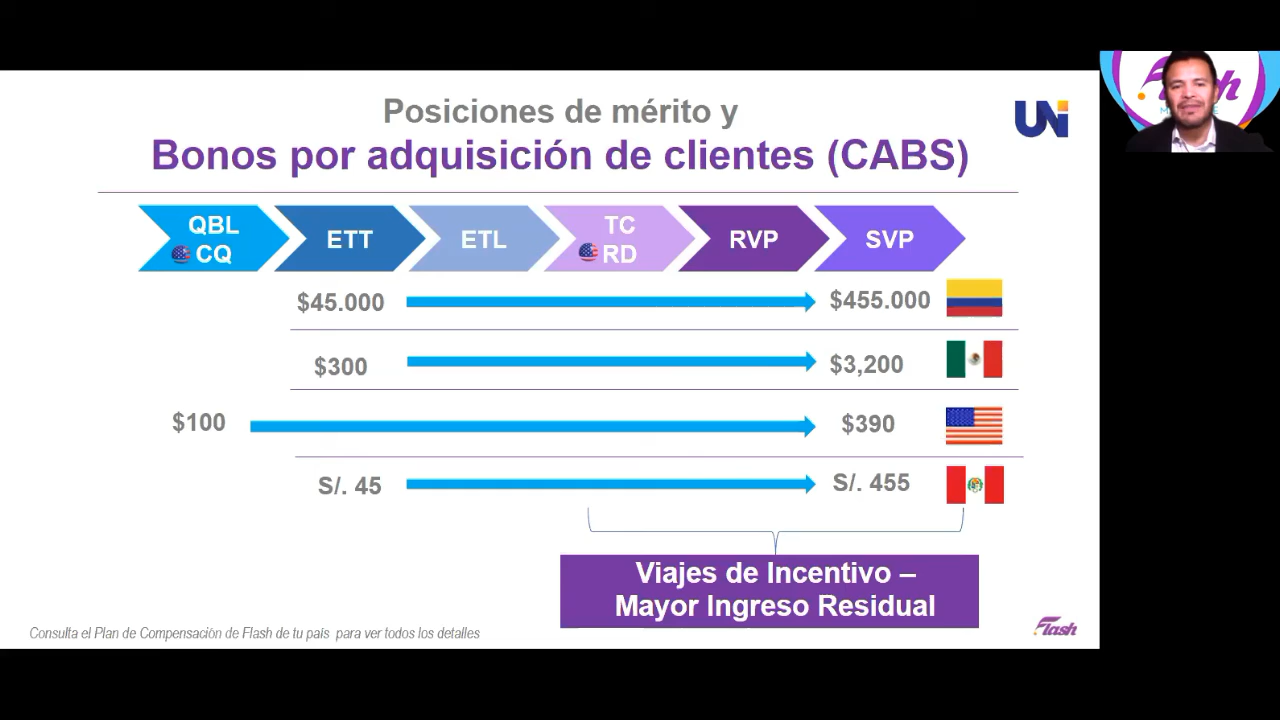 Posiciones de mérito y
Bonos por adquisición de clientes (CABS)
UNi
Flash
QBL
CQ
ETT
ETL
TC
RD
RVP
SVP
$45.000
$455.000
$300
$3,200
$100
$390
S/. 45
S/. 455
Viajes de Incentivo –
Mayor Ingreso Residual
Consulta el Plan de Compensación de Flash de tu país para ver todos los detalles
Flash